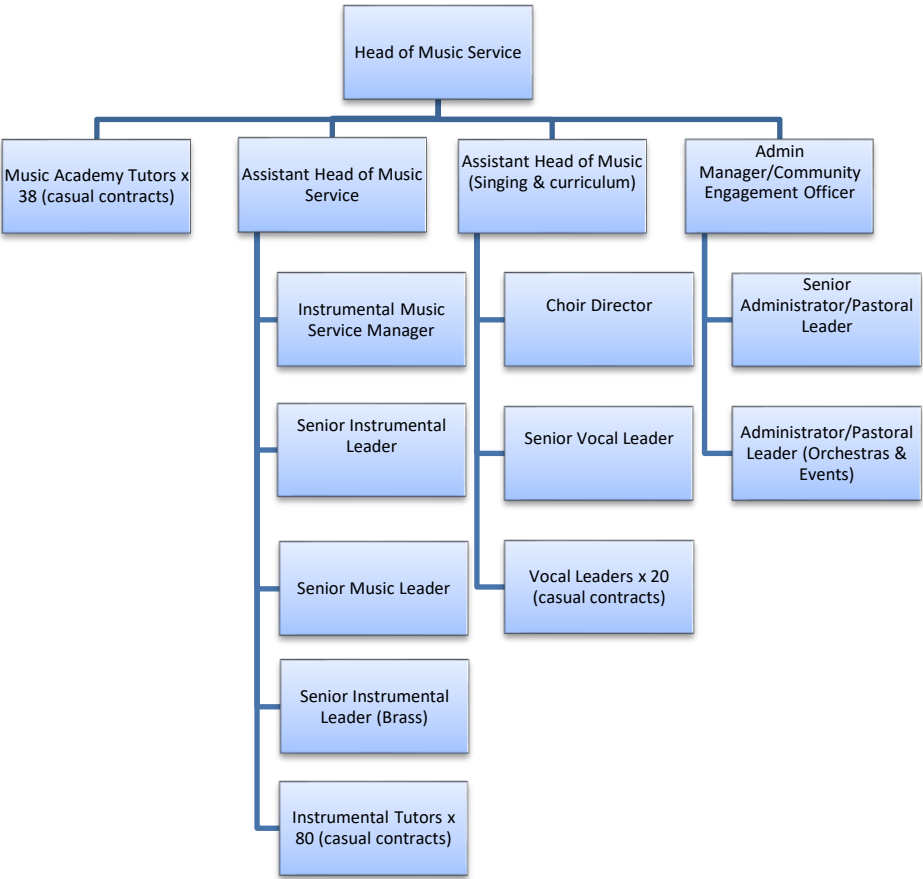 Head of Music Service
Music Academy Tutors x
38 (casual contracts)
Assistant Head of Music
Service
Assistant Head of Music
(Singing & curriculum)
Admin
Manager/Community
Engagement Officer
Instrumental Music
Service Manager
Senior Instrumental
Leader
Senior Music Leader
Senior Instrumental
Leader (Brass)
Instrumental Tutors x
80 (casual contracts)
Choir Director
Senior Vocal Leader
Vocal Leaders x 20
(casual contracts)
Senior
Administrator/Pastoral
Leader
Administrator/Pastoral
Leader (Orchestras &
Events)